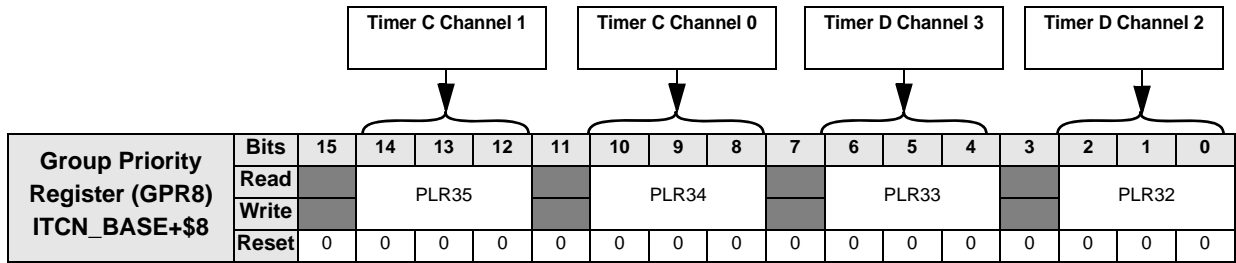 Timer C Channel 1 Timer C Channel 0 Timer D Channel 3 Timer D Channel 2
Group Priority
Register (GPR8)
ITCN_BASE+$8
Bits 15 14 13 12 11 10 9 8 7 6 5 4 3 2 1 0
Read
Write
PLR35 PLR34 PLR33 PLR32
Reset 0 0 0 0 0 0 0 0 0 0 0 0 0 0 0 0